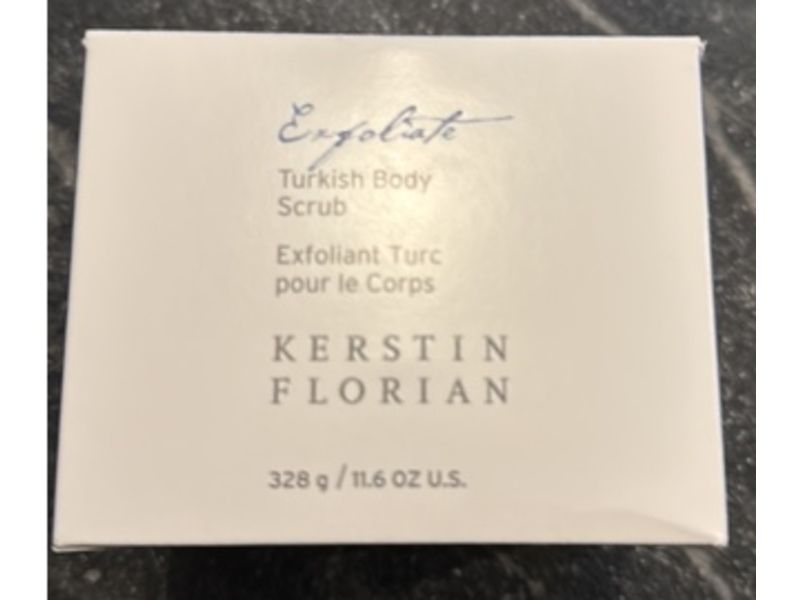 Exfoliate
Turkish Body
Scrub
Exfoliant Turc
pour le Corps
KERSTIN
FLORIAN
328 g / 11.6 OZ U.S.